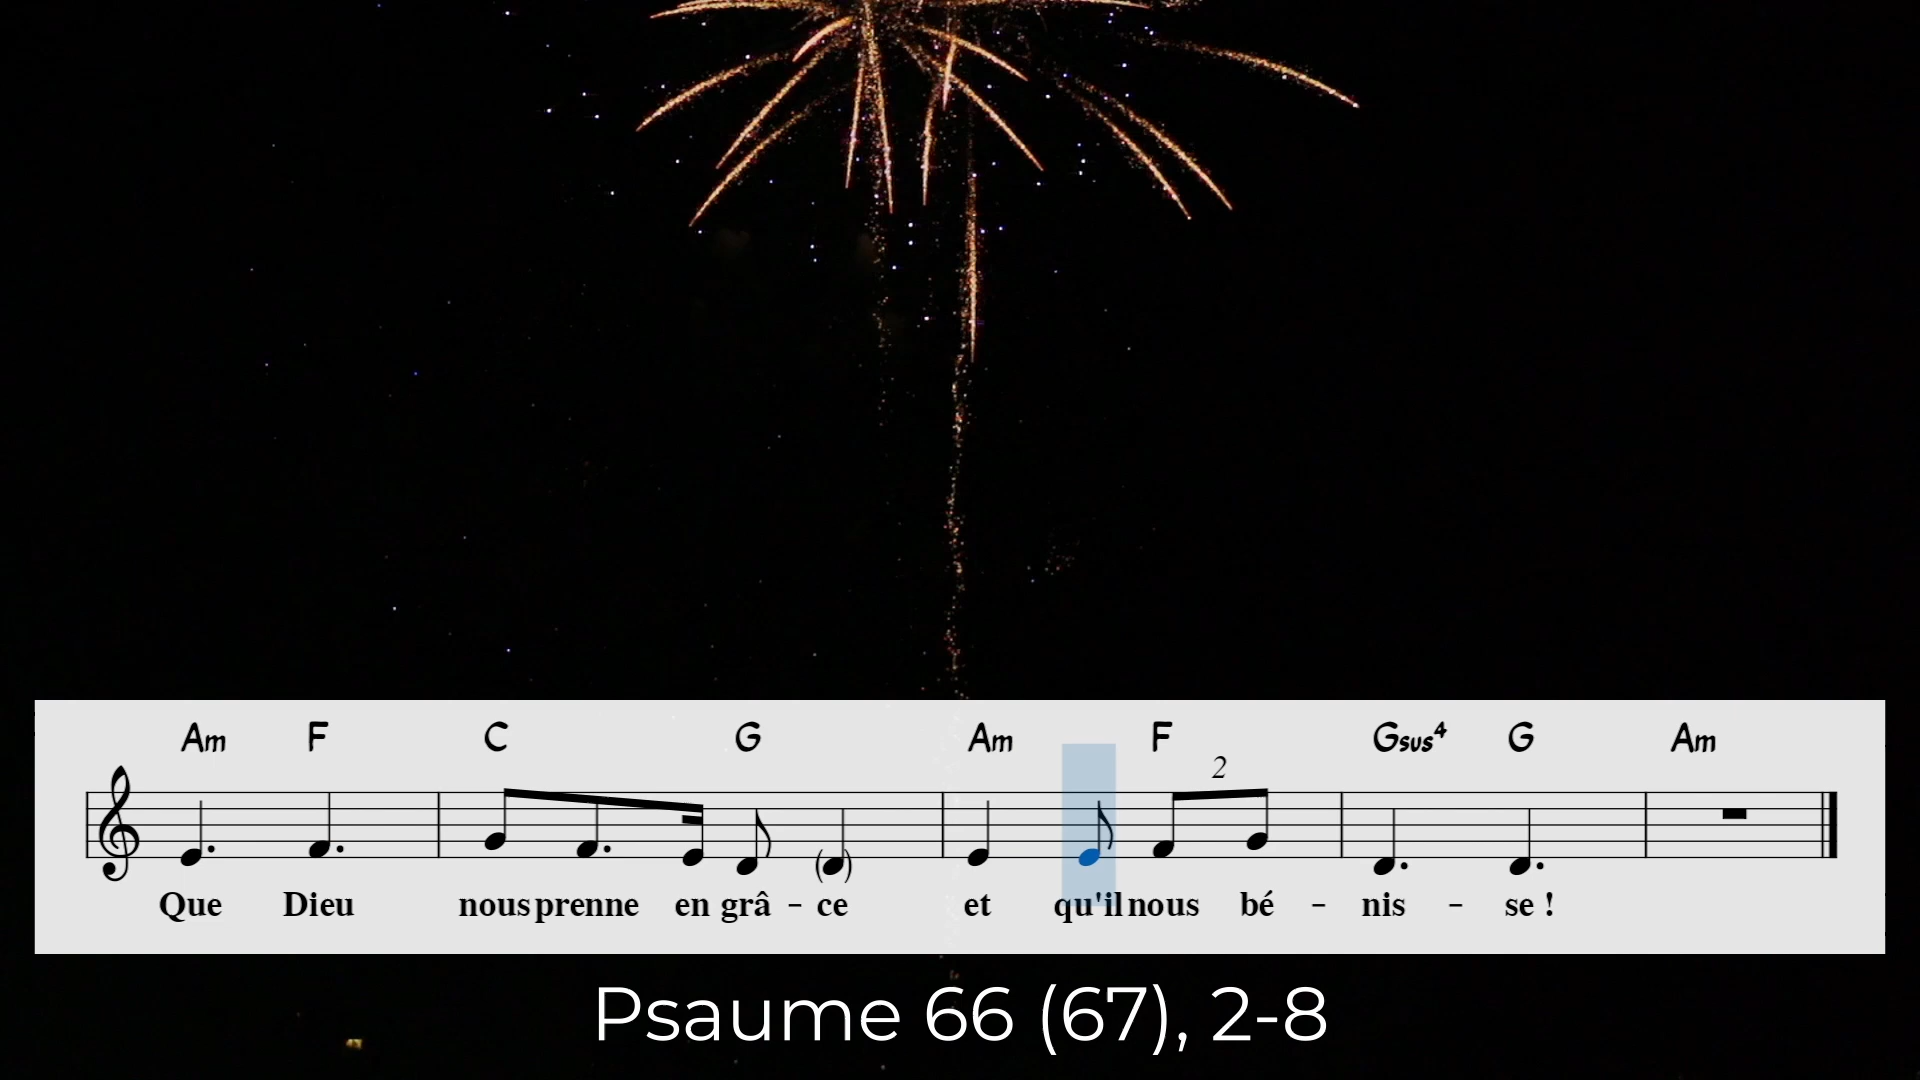 Am F C G Am F Gsus4 G Am
2
Que Dieu nous prenne en grâ - ce et qu'il nous bé - nis - se !
Psaume 66 (67), 2-8